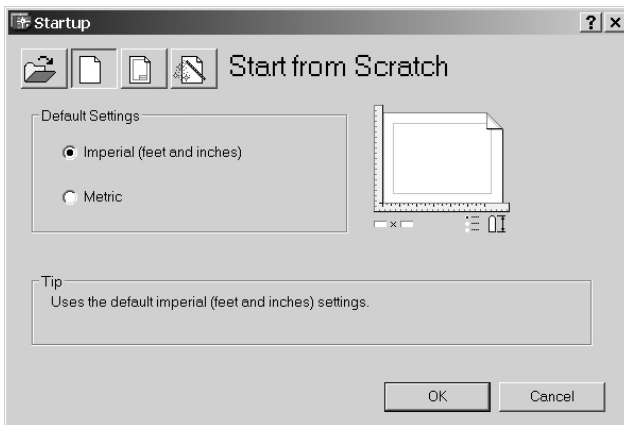 Startup
Start from Scratch
Default Settings
Imperial (feet and inches)
Metric
Tip
Uses the default imperial (feet and inches) settings.
OK
Cancel